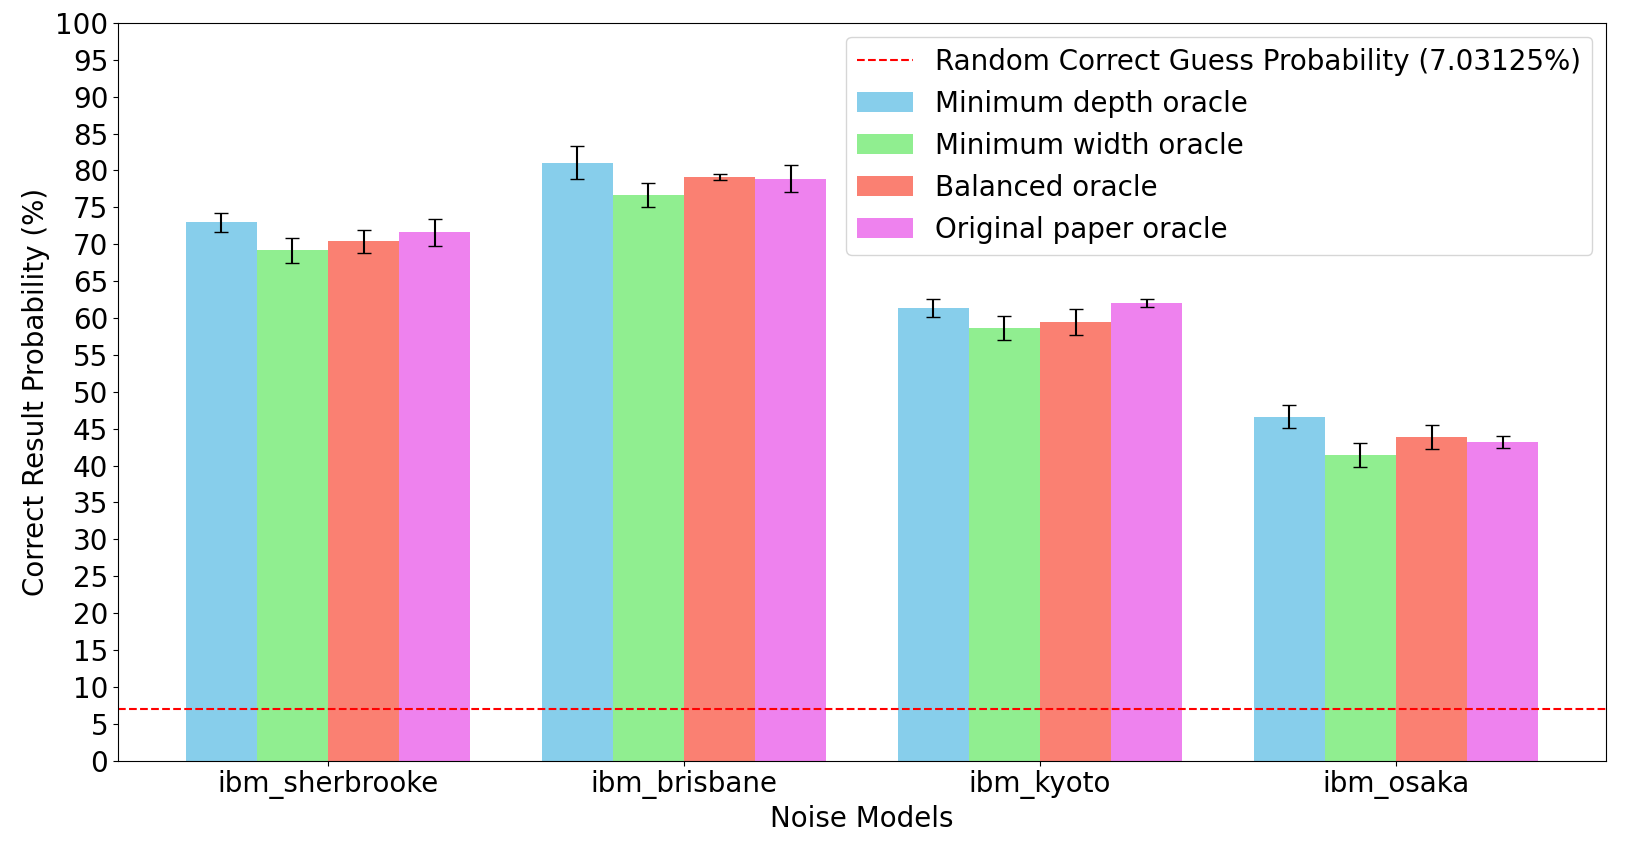 100
95
90
85
80
75
70
65
60
55
50
45
40
35
30
25
20
15
10
5
0
Correct Result Probability (%)
Random Correct Guess Probability (7.03125%)
Minimum depth oracle
Minimum width oracle
Balanced oracle
Original paper oracle
ibm_sherbrooke
ibm_brisbane
ibm_kyoto
ibm_osaka
Noise Models